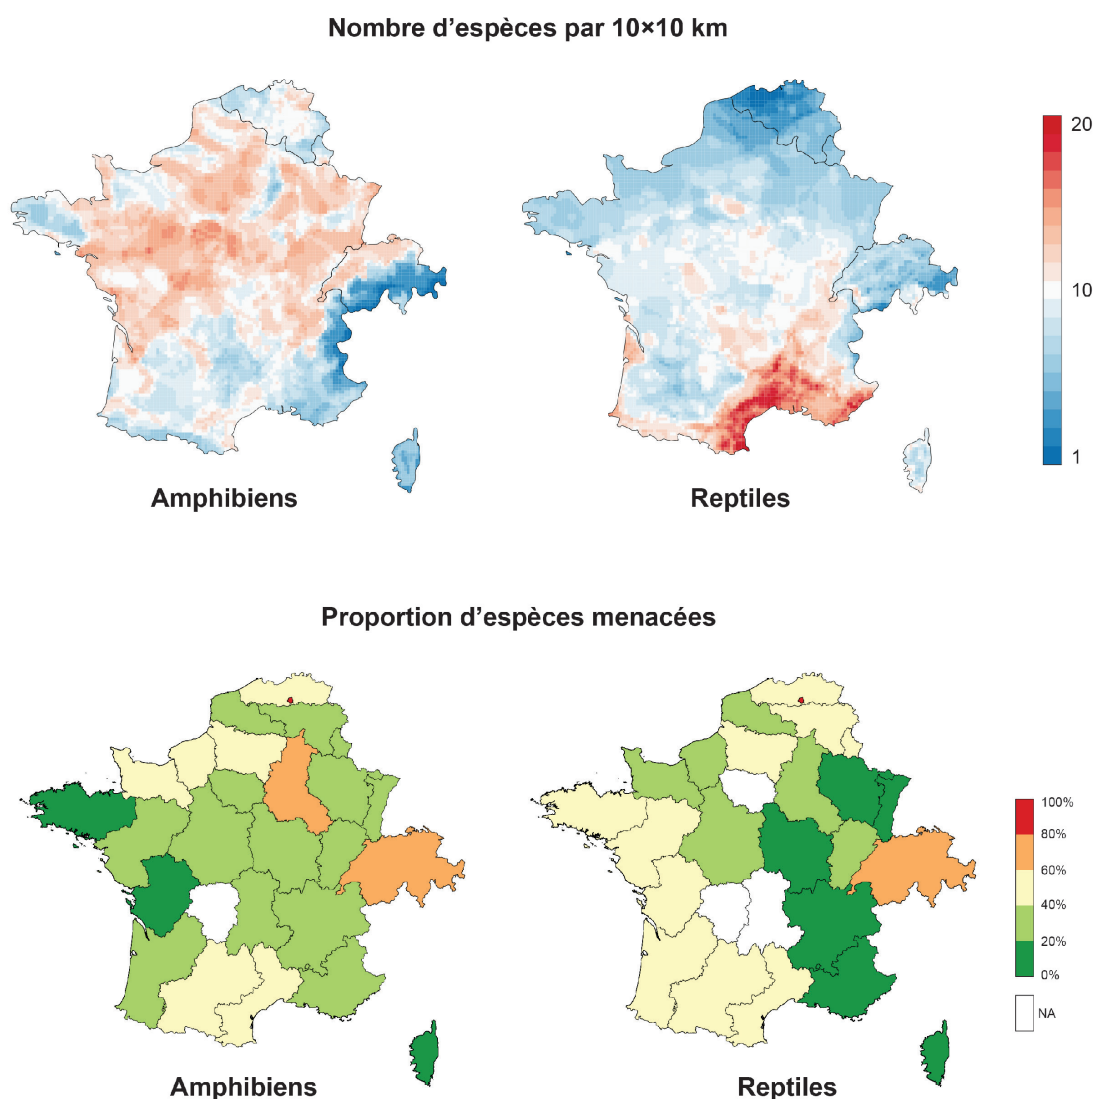 Nombre d’espèces par 10×10 km
20
10
1
Amphibiens
Reptiles
Proportion d’espèces menacées
100%
80%
60%
40%
20%
0%
NA
Amphibiens
Reptiles